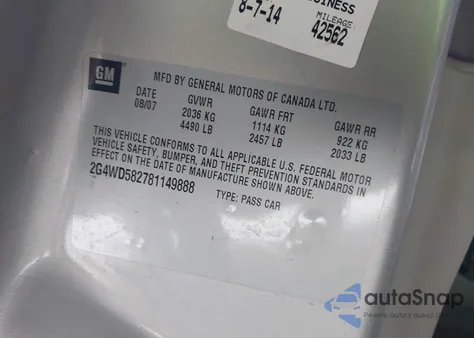 8-7-14
MILEAGE
42562
GM
MFD BY GENERAL MOTORS OF CANADA LTD.
DATE GVWR GAWR FRT GAWR RR
08/07 2036 KG 1114 KG 922 KG
4490 LB 2457 LB 2033 LB
THIS VEHICLE CONFORMS TO ALL APPLICABLE U.S. FEDERAL MOTOR
VEHICLE SAFETY, BUMPER, AND THEFT PREVENTION STANDARDS IN
EFFECT ON THE DATE OF MANUFACTURE SHOWN ABOVE.
2G4WD582781149888
TYPE: PASS CAR
autoSnap